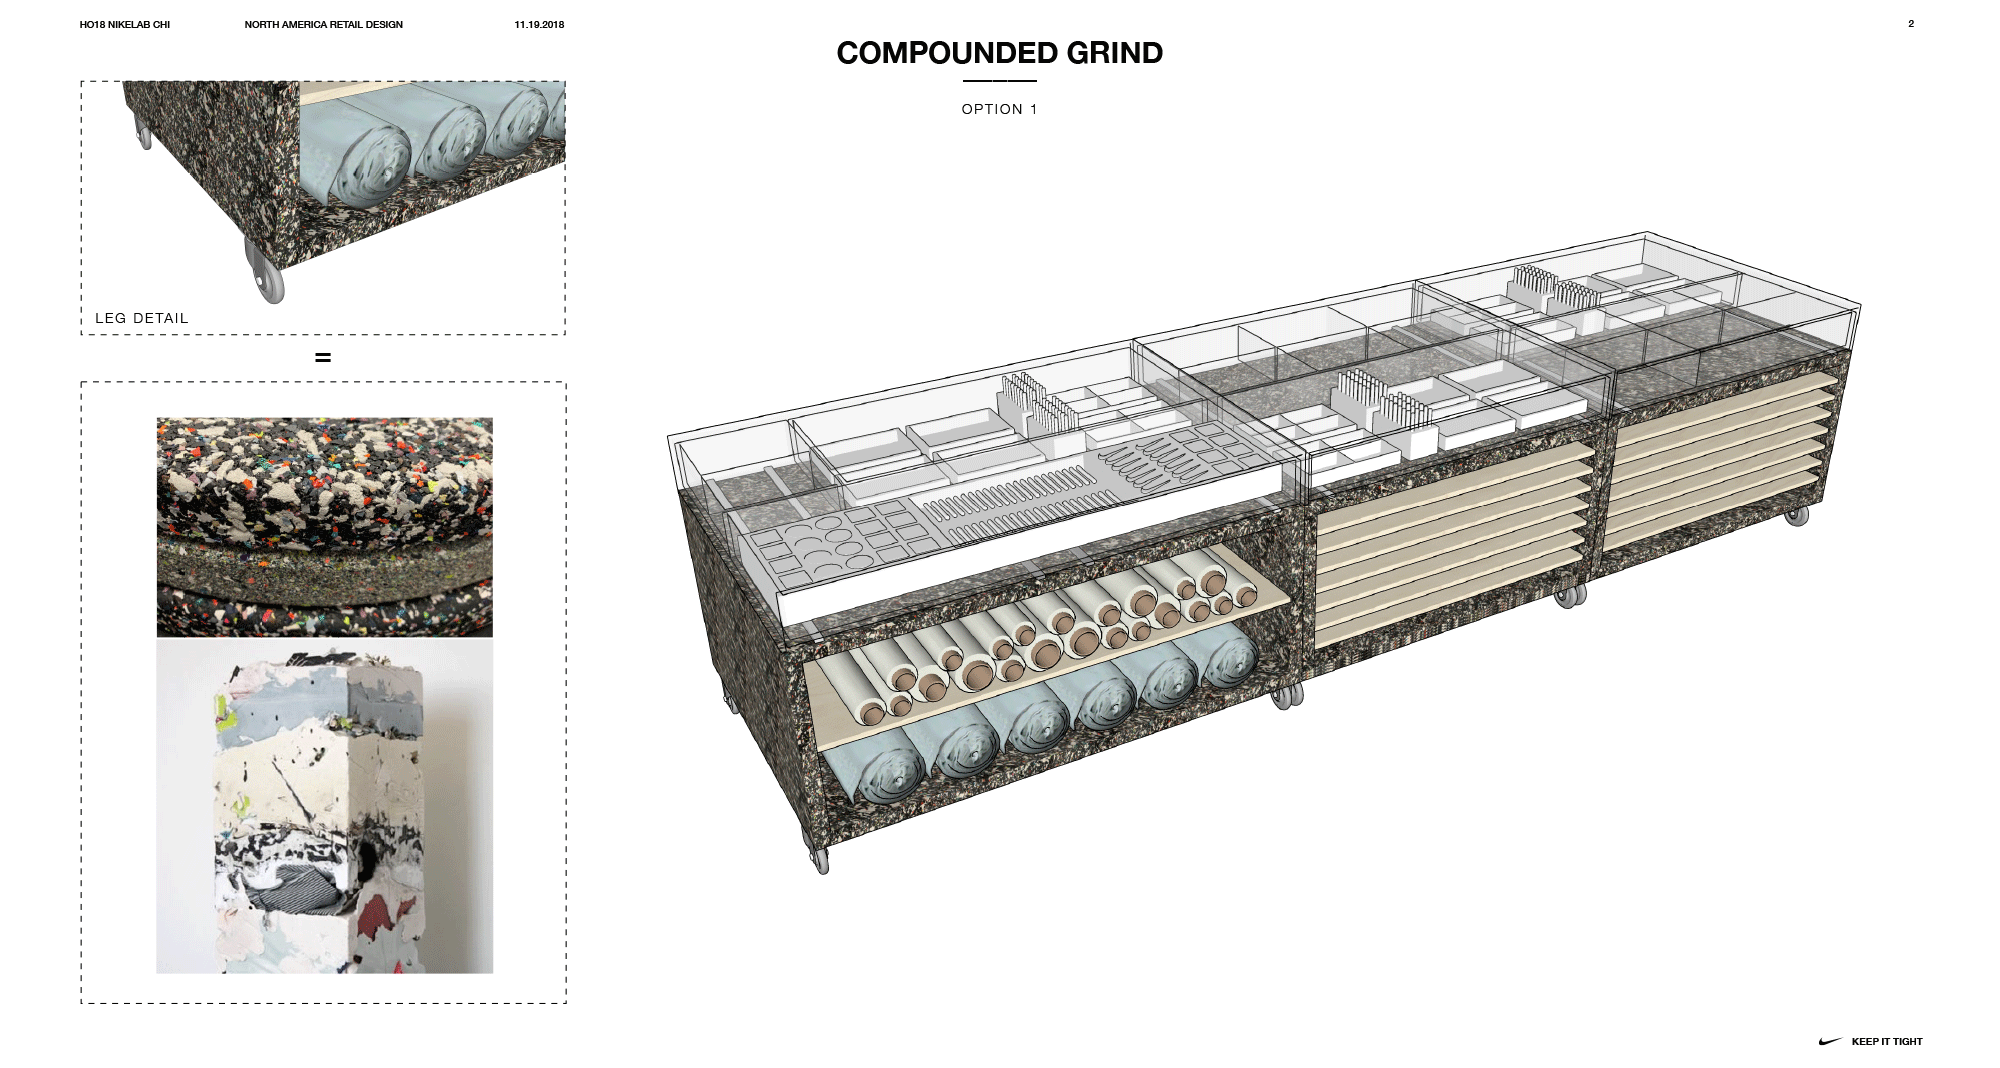 HO18 NIKELAB CHI
NORTH AMERICA RETAIL DESIGN
11.19.2018
2
COMPOUNDED GRIND
OPTION 1
LEG DETAIL
=
KEEP IT TIGHT